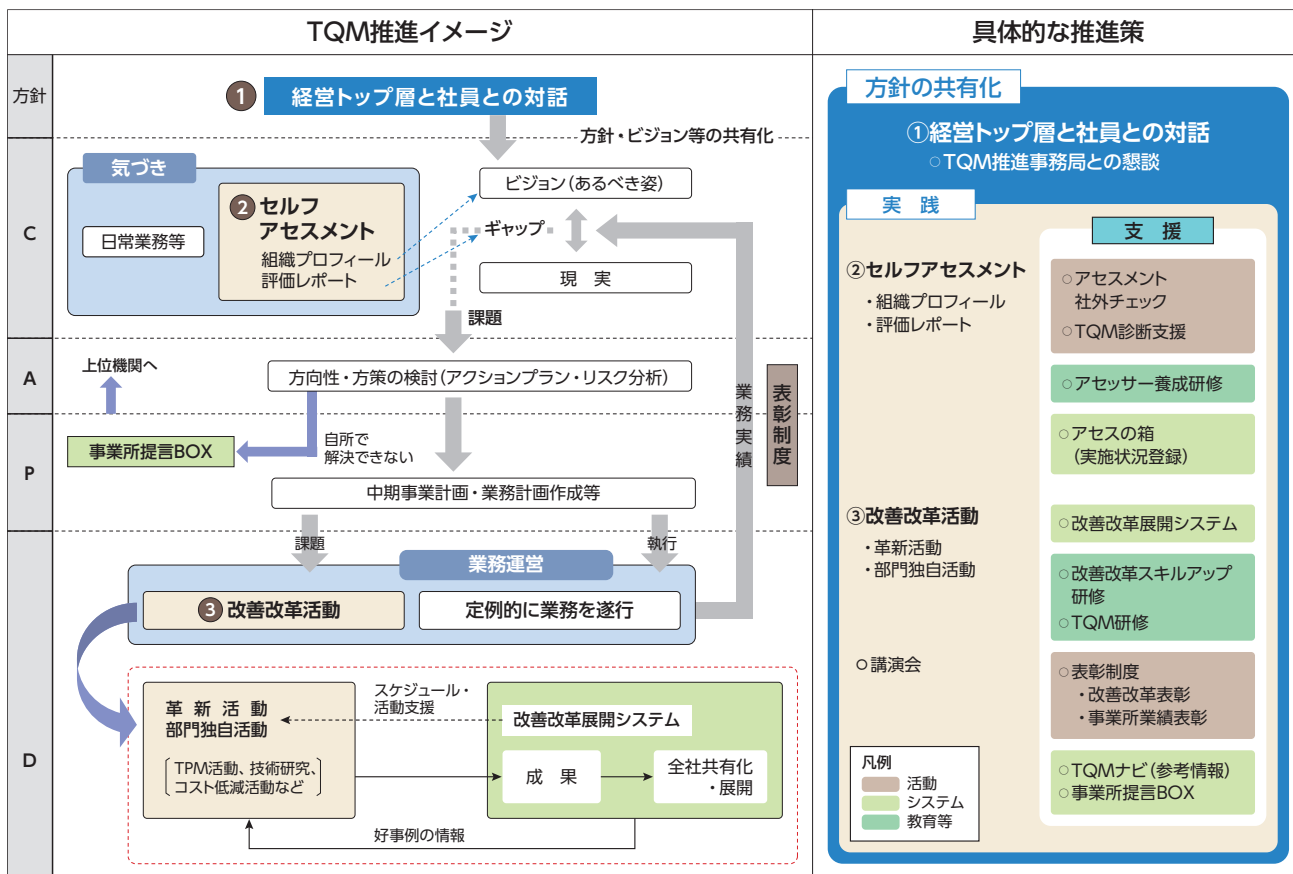 TQM推進イメージ
具体的な推進策
方針
① 経営トップ層と社員との対話
方針・ビジョン等の共有化
C
気づき
日常業務等
② セルフ
アセスメント
組織プロフィール
評価レポート
ビジョン(あるべき姿)
ギャップ
現 実
課題
A
上位機関へ
方向性・方策の検討(アクションプラン・リスク分析)
業務実績
表彰制度
P
事業所提言BOX
自所で
解決できない
中期事業計画・業務計画作成等
課題
執行
D
業務運営
③ 改善改革活動
定例的に業務を遂行
革 新 活 動
部門独自活動
TPM活動、技術研究、
コスト低減活動など
スケジュール・
活動支援
改善改革展開システム
成 果
全社共有化
・展開
好事例の情報
方針の共有化
①経営トップ層と社員との対話
○TQM推進事務局との懇談
実 践
支 援
②セルフアセスメント
・組織プロフィール
・評価レポート
○アセスメント
社外チェック
○TQM診断支援
○アセッサー養成研修
○アセスの箱
(実施状況登録)
③改善改革活動
・革新活動
・部門独自活動
○改善改革展開システム
○改善改革スキルアップ
研修
○TQM研修
○講演会
○表彰制度
・改善改革表彰
・事業所業績表彰
○TQMナビ(参考情報)
○事業所提言BOX
凡例
活動
システム
教育等